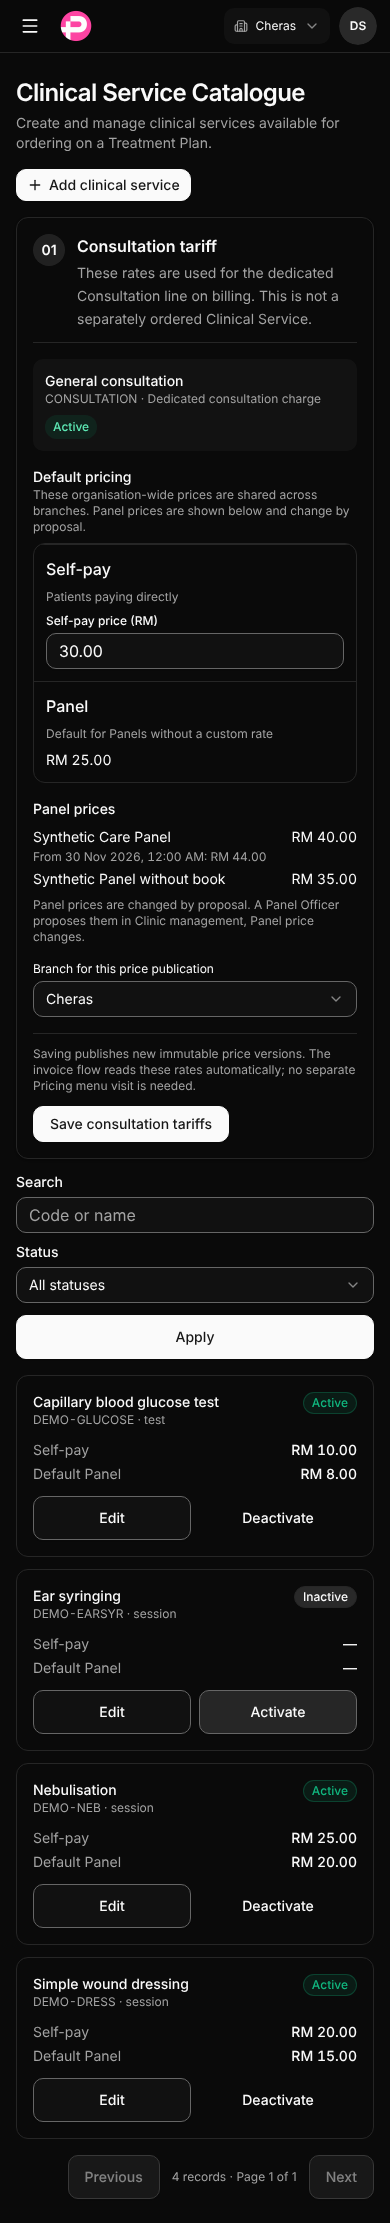 Cheras
DS
Clinical Service Catalogue
Create and manage clinical services available for
ordering on a Treatment Plan.
+ Add clinical service
01
Consultation tariff
These rates are used for the dedicated
Consultation line on billing. This is not a
separately ordered Clinical Service.
General consultation
CONSULTATION · Dedicated consultation charge
Active
Default pricing
These organisation-wide prices are shared across
branches. Panel prices are shown below and change by
proposal.
Self-pay
Patients paying directly
Self-pay price (RM)
30.00
Panel
Default for Panels without a custom rate
RM 25.00
Panel prices
Synthetic Care Panel RM 40.00
From 30 Nov 2026, 12:00 AM: RM 44.00
Synthetic Panel without book RM 35.00
Panel prices are changed by proposal. A Panel Officer
proposes them in Clinic management, Panel price
changes.
Branch for this price publication
Cheras
Saving publishes new immutable price versions. The
invoice flow reads these rates automatically; no separate
Pricing menu visit is needed.
Save consultation tariffs
Search
Code or name
Status
All statuses
Apply
Capillary blood glucose test Active
DEMO-GLUCOSE · test
Self-pay RM 10.00
Default Panel RM 8.00
Edit Deactivate
Ear syringing Inactive
DEMO-EARSYR · session
Self-pay —
Default Panel —
Edit Activate
Nebulisation Active
DEMO-NEB · session
Self-pay RM 25.00
Default Panel RM 20.00
Edit Deactivate
Simple wound dressing Active
DEMO-DRESS · session
Self-pay RM 20.00
Default Panel RM 15.00
Edit Deactivate
Previous 4 records · Page 1 of 1 Next